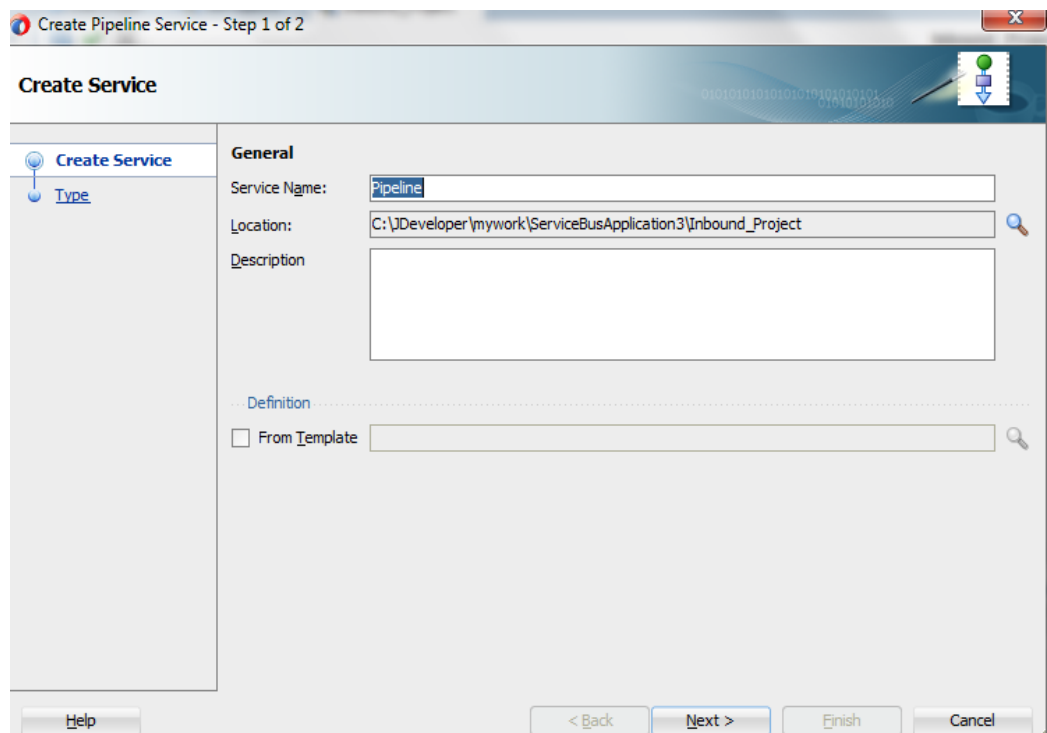 Create Pipeline Service - Step 1 of 2
Create Service
Create Service
Type
General
Service Name: Pipeline
Location: C:\JDeveloper\mywork\ServiceBusApplication3\Inbound_Project
Description
Definition
From Template
Help < Back Next > Finish Cancel